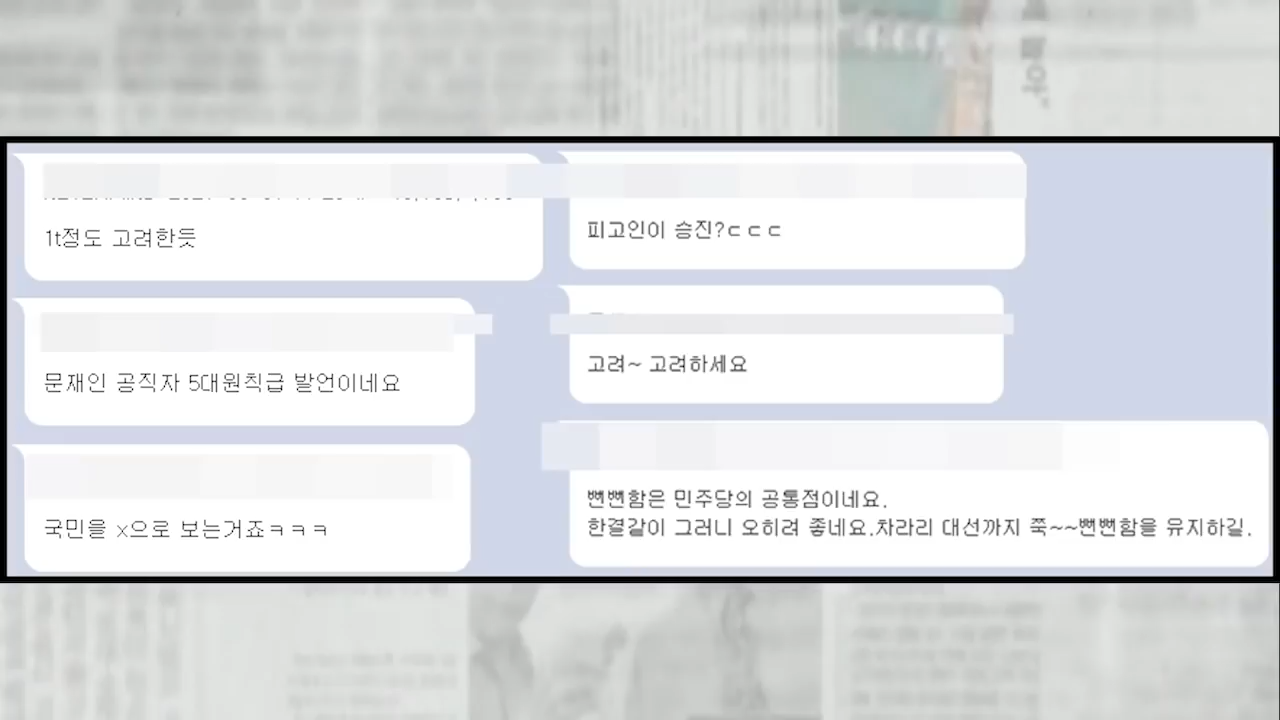 1t정도 고려한듯
문재인 공직자 5대원칙급 발언이네요
국민을 x으로 보는거죠ㅋㅋㅋ
피고인이 승진?ㄷㄷㄷ
고려~ 고려하세요
뻔뻔함은 민주당의 공통점이네요.
한결같이 그러니 오히려 좋네요.차라리 대선까지 쭉~~뻔뻔함을 유지하길.